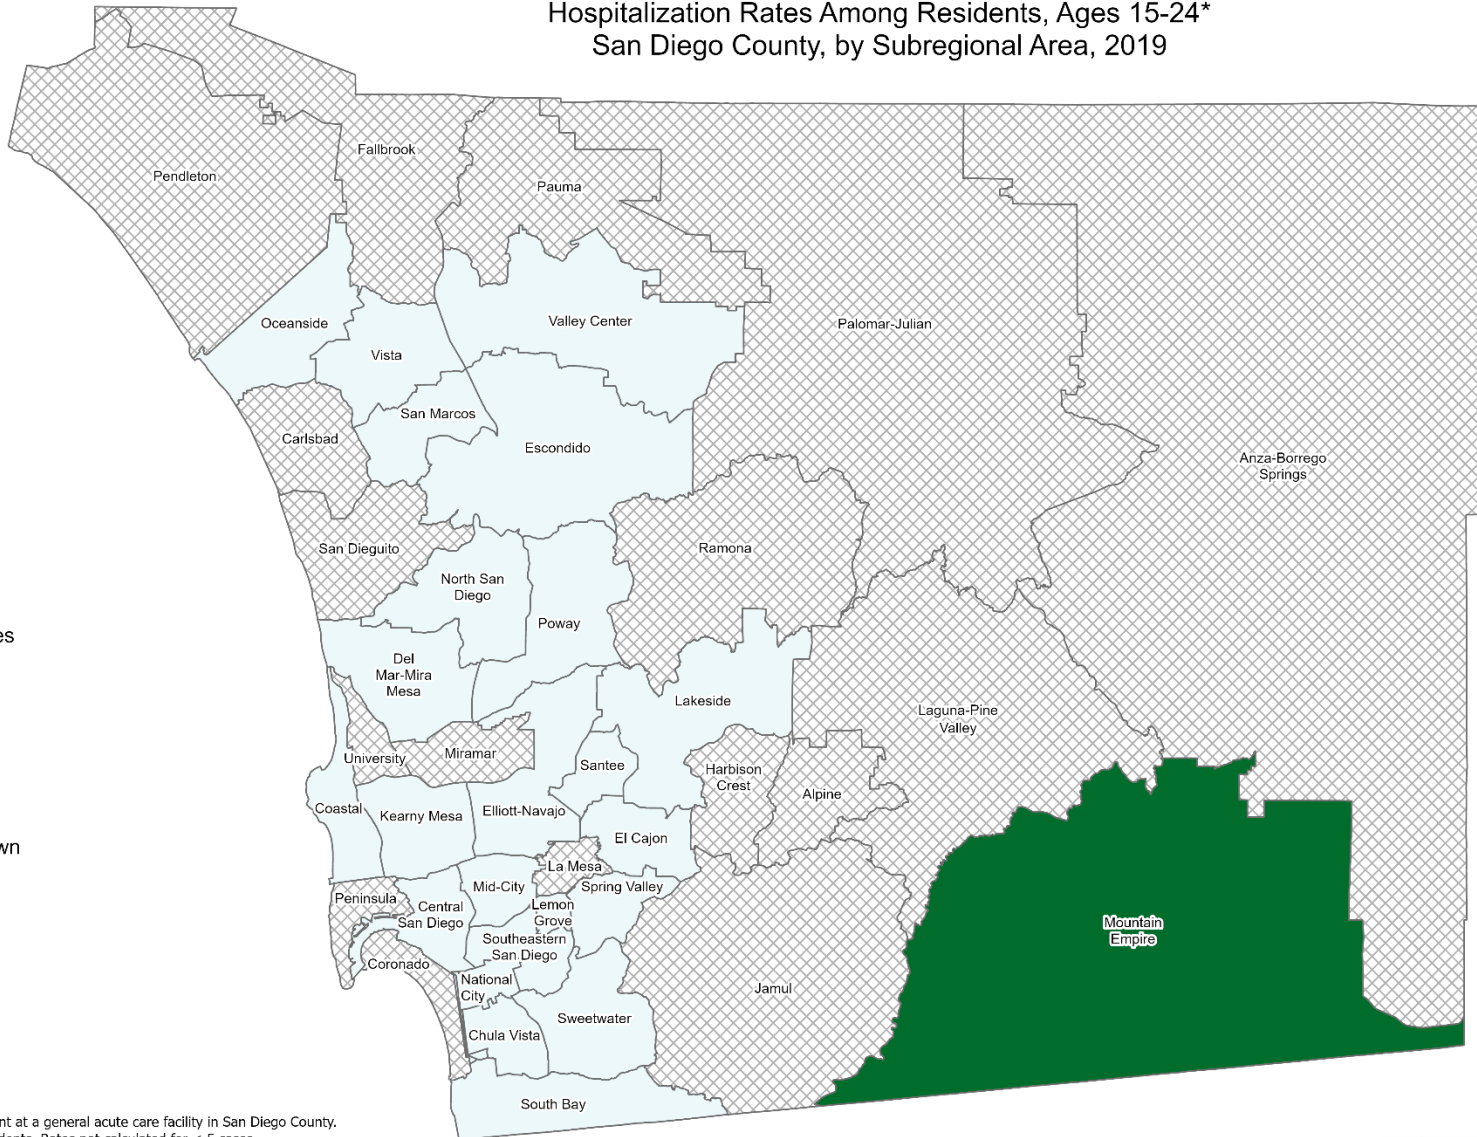 Hospitalization Rates Among Residents, Ages 15-24*
San Diego County, by Subregional Area, 2019
Fallbrook
Pendleton
Pauma
Oceanside
Valley Center
Palomar-Julian
Vista
San Marcos
Carlsbad
Escondido
Anza-Borrego
Springs
San Dieguito
Ramona
North San
Diego
Poway
es
Del
Mar-Mira
Mesa
Lakeside
Laguna-Pine
Valley
University
Miramar
Santee
Harbison
Crest
Alpine
Coastal
Kearny Mesa
Elliott-Navajo
El Cajon
wn
La Mesa
Mid-City
Spring Valley
Peninsula
Central
San Diego
Lemon
Grove
Mountain
Empire
Southeastern
San Diego
Coronado
National
City
Jamul
Sweetwater
Chula Vista
South Bay
nt at a general acute care facility in San Diego County.